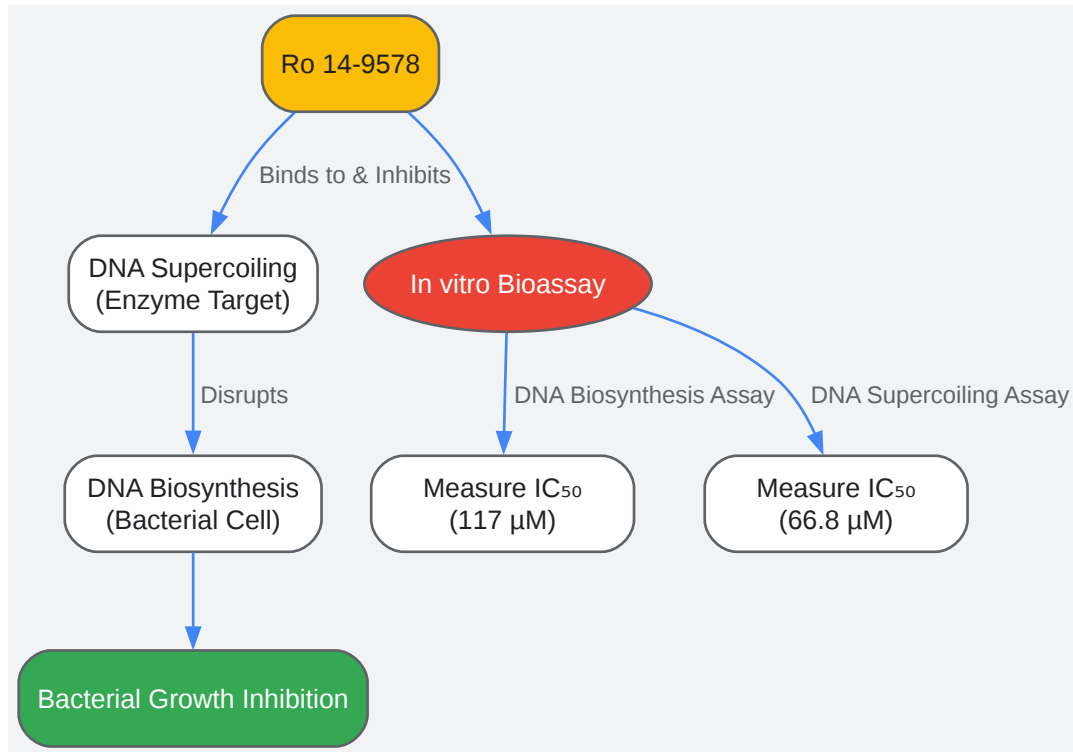 Ro 14-9578
Binds to & Inhibits
DNA Supercoiling
(Enzyme Target)
In vitro Bioassay
Disrupts
DNA Biosynthesis Assay
DNA Supercoiling Assay
DNA Biosynthesis
(Bacterial Cell)
Measure IC₅₀
(117 µM)
Measure IC₅₀
(66.8 µM)
Bacterial Growth Inhibition